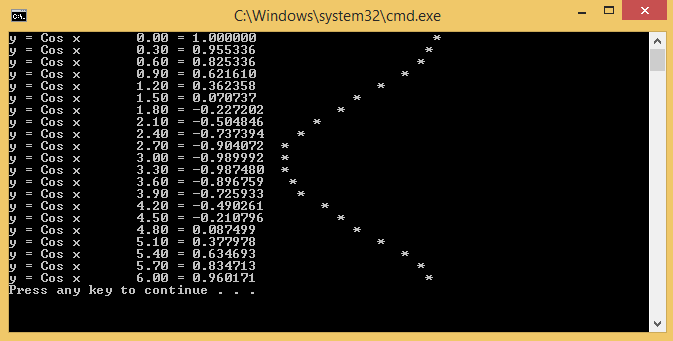 C:\Windows\system32\cmd.exe
y = Cos x       0.00 = 1.000000                      *
y = Cos x       0.30 = 0.955336                     *
y = Cos x       0.60 = 0.825336                    *
y = Cos x       0.90 = 0.621610                  *
y = Cos x       1.20 = 0.362358               *
y = Cos x       1.50 = 0.070737            *
y = Cos x       1.80 = -0.227202         *
y = Cos x       2.10 = -0.504846      *
y = Cos x       2.40 = -0.737394    *
y = Cos x       2.70 = -0.904072  *
y = Cos x       3.00 = -0.989992  *
y = Cos x       3.30 = -0.987480  *
y = Cos x       3.60 = -0.896759   *
y = Cos x       3.90 = -0.725933    *
y = Cos x       4.20 = -0.490261       *
y = Cos x       4.50 = -0.210796         *
y = Cos x       4.80 = 0.087499            *
y = Cos x       5.10 = 0.377978               *
y = Cos x       5.40 = 0.634693                  *
y = Cos x       5.70 = 0.834713                    *
y = Cos x       6.00 = 0.960171                     *
Press any key to continue . . .